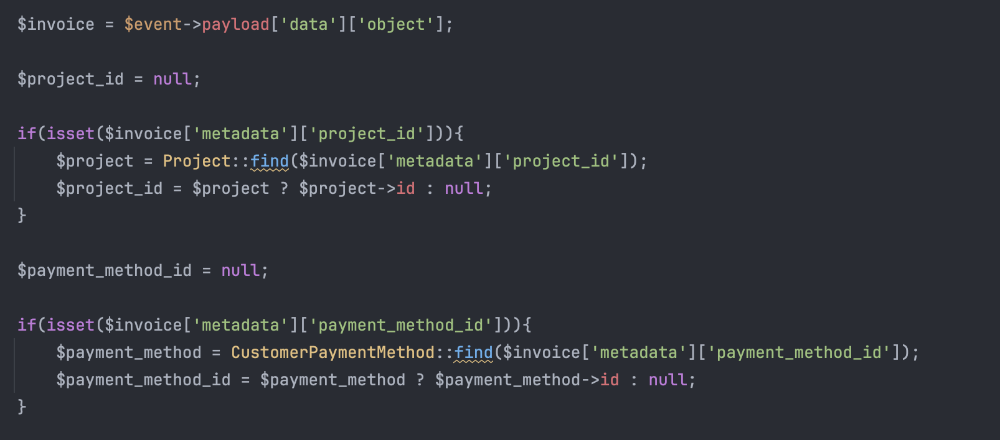 $invoice = $event->payload['data']['object'];
$project_id = null;
if(isset($invoice['metadata']['project_id'])){
$project = Project::find($invoice['metadata']['project_id']);
$project_id = $project ? $project->id : null;
}
$payment_method_id = null;
if(isset($invoice['metadata']['payment_method_id'])){
$payment_method = CustomerPaymentMethod::find($invoice['metadata']['payment_method_id']);
$payment_method_id = $payment_method ? $payment_method->id : null;
}